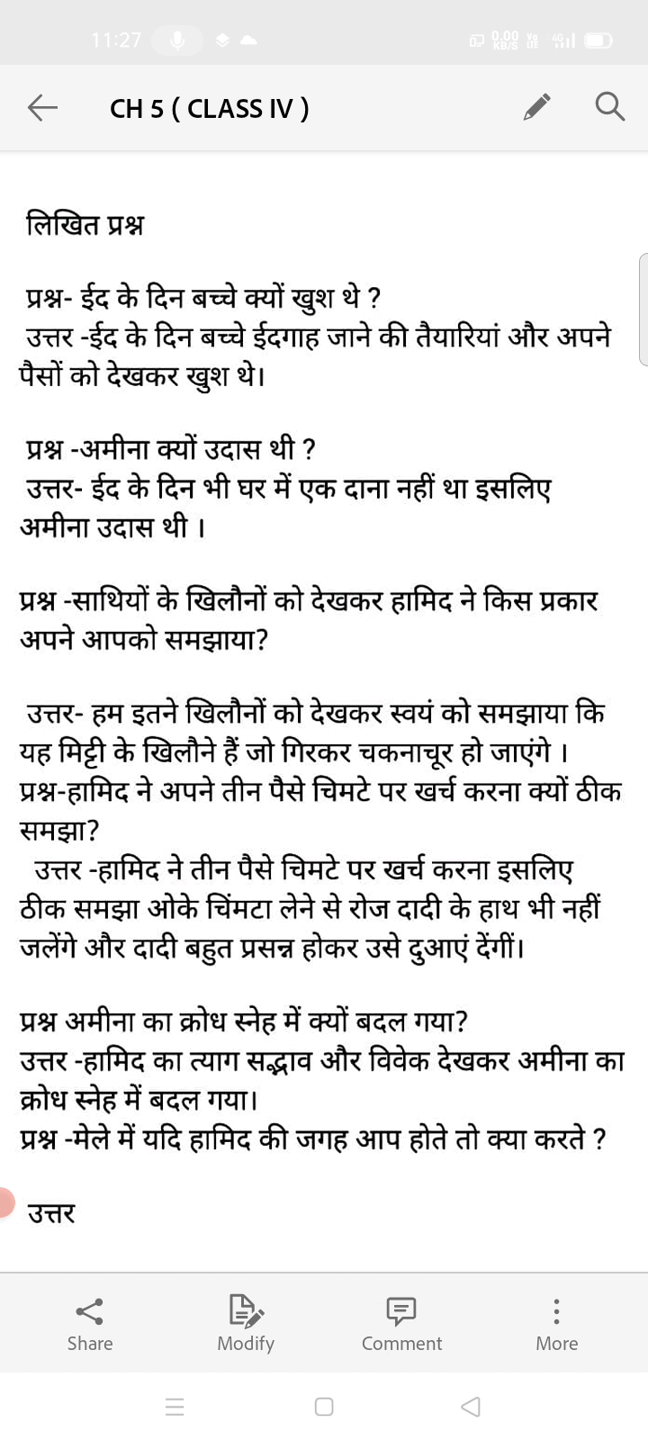 11:27
0.00
KB/S
4G
CH 5 ( CLASS IV )
लिखित प्रश्न
प्रश्न- ईद के दिन बच्चे क्यों खुश थे ?
उत्तर -ईद के दिन बच्चे ईदगाह जाने की तैयारियां और अपने
पैसों को देखकर खुश थे।
प्रश्न -अमीना क्यों उदास थी ?
उत्तर- ईद के दिन भी घर में एक दाना नहीं था इसलिए
अमीना उदास थी ।
प्रश्न -साथियों के खिलौनों को देखकर हामिद ने किस प्रकार
अपने आपको समझाया?
उत्तर- हम इतने खिलौनों को देखकर स्वयं को समझाया कि
यह मिट्टी के खिलौने हैं जो गिरकर चकनाचूर हो जाएंगे ।
प्रश्न-हामिद ने अपने तीन पैसे चिमटे पर खर्च करना क्यों ठीक
समझा?
उत्तर -हामिद ने तीन पैसे चिमटे पर खर्च करना इसलिए
ठीक समझा ओके चिंमटा लेने से रोज दादी के हाथ भी नहीं
जलेंगे और दादी बहुत प्रसन्न होकर उसे दुआएं देंगीं।
प्रश्न अमीना का क्रोध स्नेह में क्यों बदल गया?
उत्तर -हामिद का त्याग सद्भाव और विवेक देखकर अमीना का
क्रोध स्नेह में बदल गया।
प्रश्न -मेले में यदि हामिद की जगह आप होते तो क्या करते ?
उत्तर
Share
Modify
Comment
More